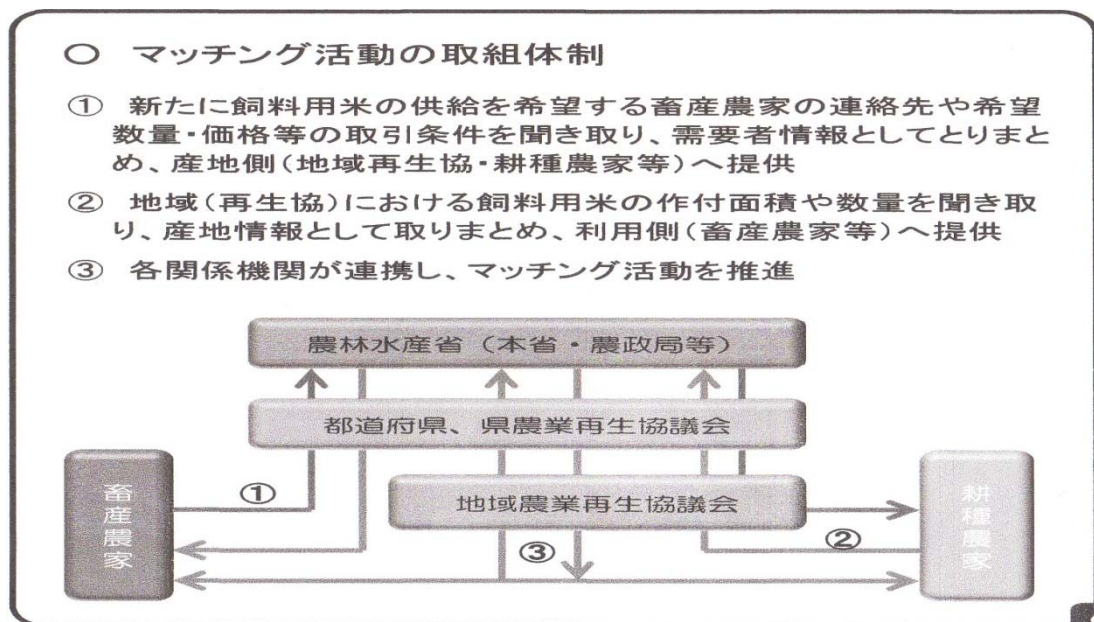 ○ マッチング活動の取組体制
① 新たに飼料用米の供給を希望する畜産農家の連絡先や希望
数量・価格等の取引条件を聞き取り、需要者情報としてとりまと
め、産地側（地域再生協・耕種農家等）へ提供
② 地域（再生協）における飼料用米の作付面積や数量を聞き取
り、産地情報として取りまとめ、利用側（畜産農家等）へ提供
③ 各関係機関が連携し、マッチング活動を推進
農林水産省（本省・農政局等）
都道府県、県農業再生協議会
畜産農家
①
地域農業再生協議会
耕種農家
③
②